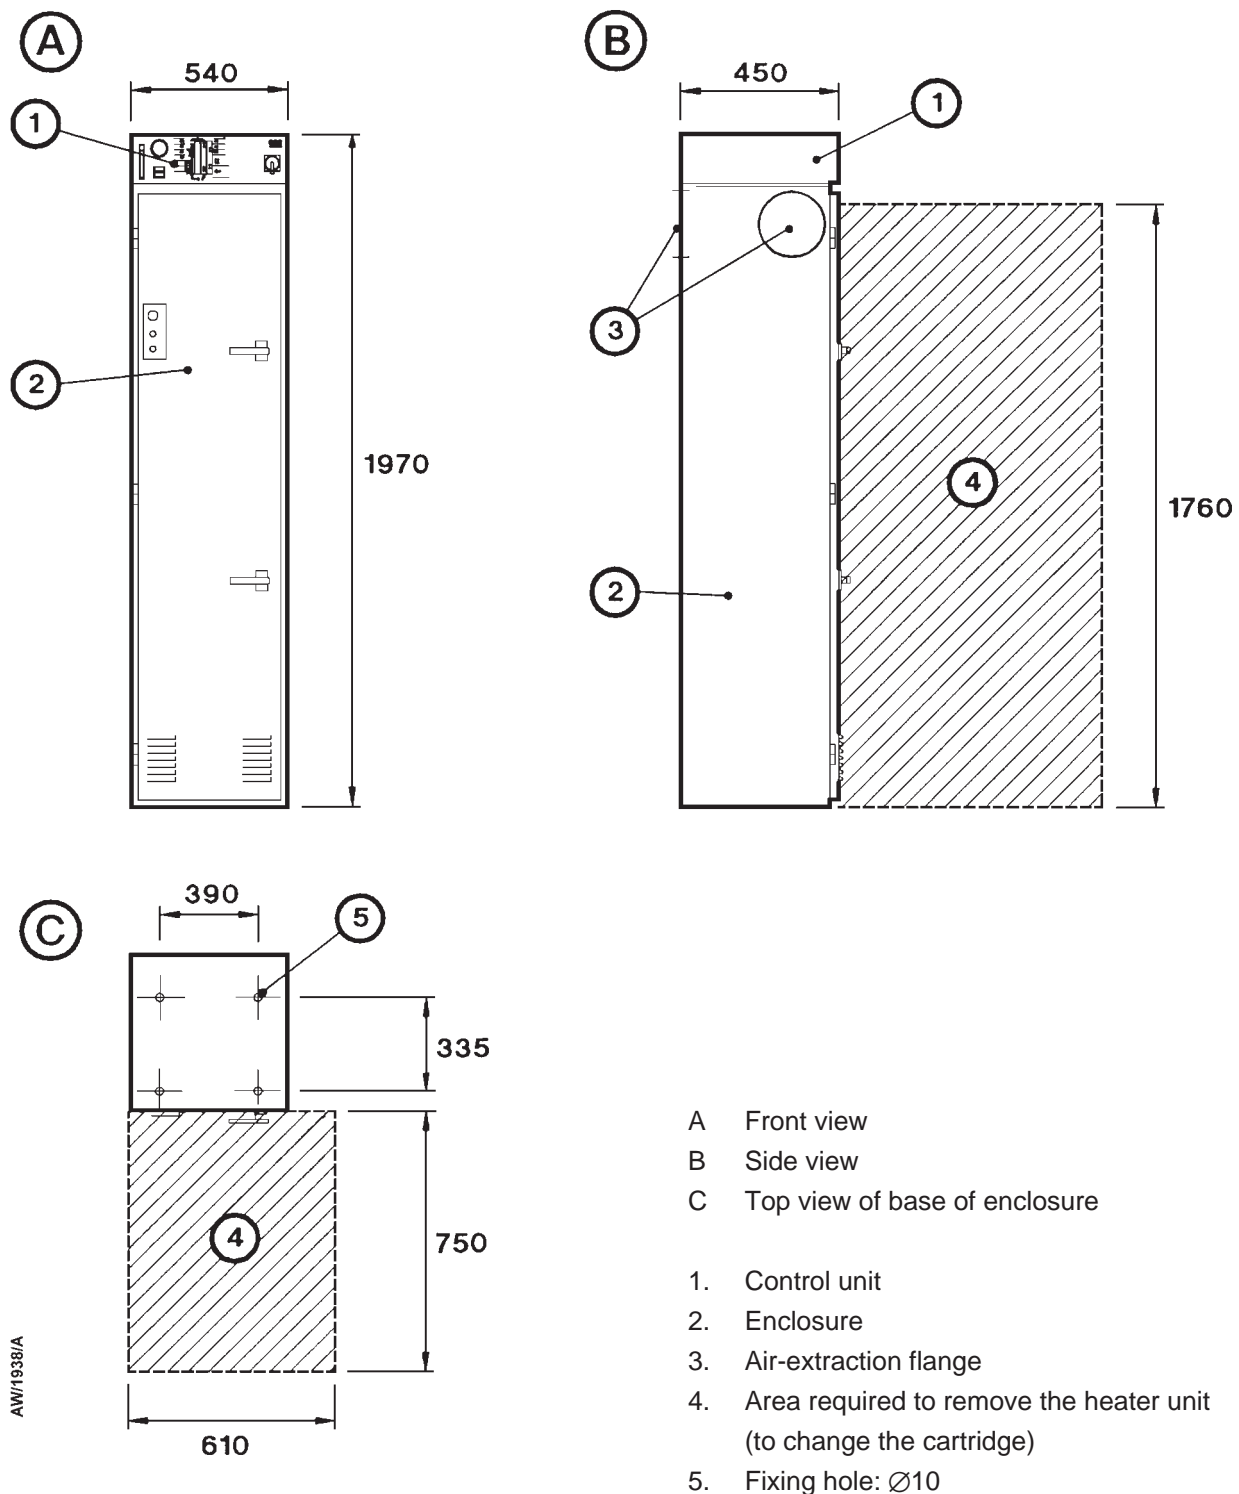 A
540
1
2
1970
B
450
1
3
4
1760
2
C
390
5
335
4
750
610
AW/1938/A
A Front view
B Side view
C Top view of base of enclosure
1. Control unit
2. Enclosure
3. Air-extraction flange
4. Area required to remove the heater unit
(to change the cartridge)
5. Fixing hole: ∅10